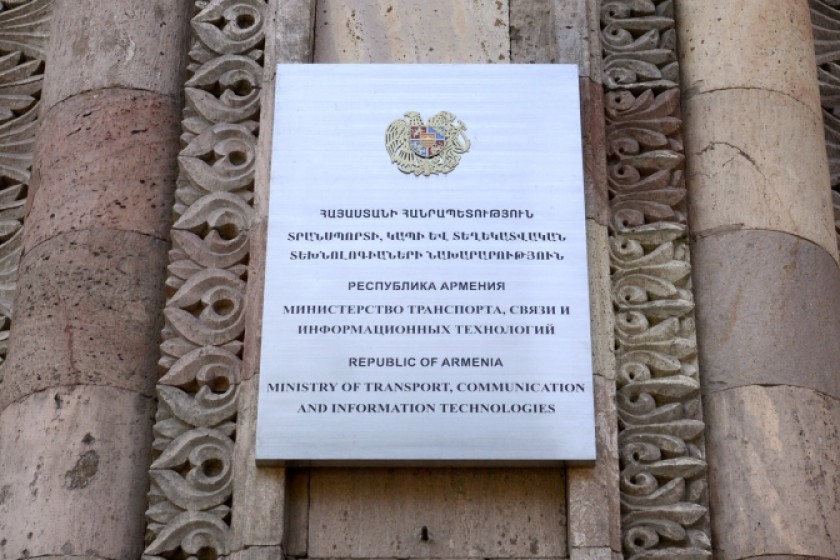 ՀԱՅԱՍՏԱՆԻ ՀԱՆՐԱՊԵՏՈՒԹՅՈՒՆ
ՏՐԱՆՍՊՈՐՏԻ, ԿԱՊԻ ԵՎ ՏԵՂԵԿԱՏՎԱԿԱՆ
ՏԵԽՆՈԼՈԳԻԱՆԵՐԻ ՆԱԽԱՐԱՐՈՒԹՅՈՒՆ
РЕСПУБЛИКА АРМЕНИЯ
МИНИСТЕРСТВО ТРАНСПОРТА, СВЯЗИ И
ИНФОРМАЦИОННЫХ ТЕХНОЛОГИЙ
REPUBLIC OF ARMENIA
MINISTRY OF TRANSPORT, COMMUNICATION
AND INFORMATION TECHNOLOGIES